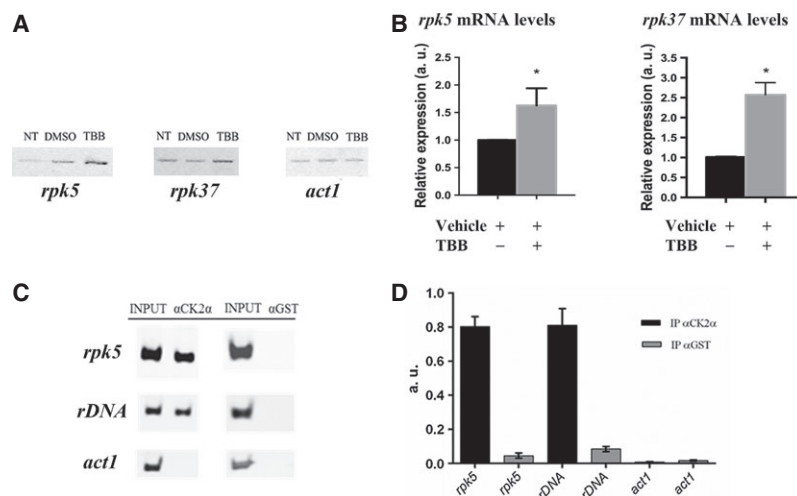 A
NT DMSO TBB
rpk5
NT DMSO TBB
rpk37
NT DMSO TBB
act1
B
rpk5 mRNA levels
Relative expression (a. u.)
2.5
2.0
1.5
1.0
0.5
0.0
*
Vehicle + +
TBB – +
rpk37 mRNA levels
Relative expression (a. u.)
3.5
3.0
2.5
2.0
1.5
1.0
0.5
0.0
*
Vehicle + +
TBB – +
C
INPUT αCK2α INPUT αGST
rpk5
rDNA
act1
D
a. u.
1.0
0.8
0.6
0.4
0.2
0.0
IP αCK2α
IP αGST
rpk5 rpk5 rDNA rDNA act1 act1